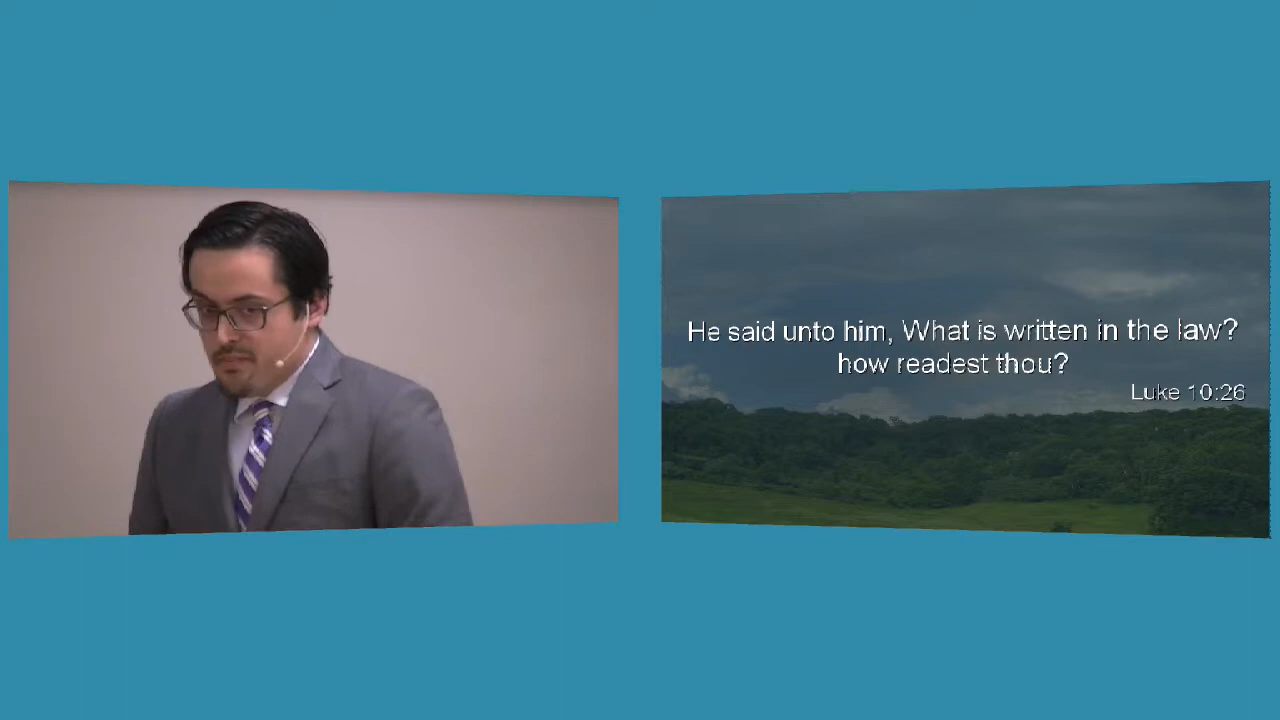 He said unto him, What is written in the law?
how readest thou?
Luke 10:26